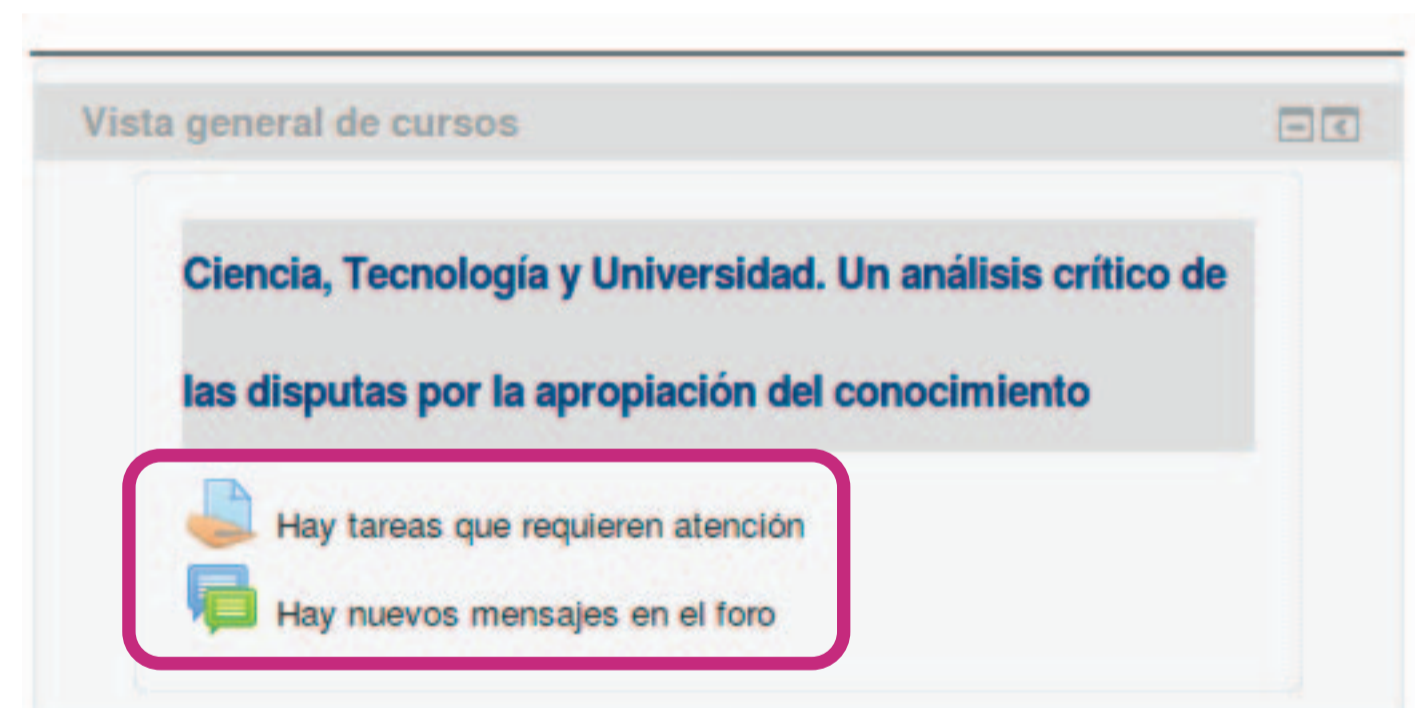 Vista general de cursos
Ciencia, Tecnología y Universidad. Un análisis crítico de
las disputas por la apropiación del conocimiento
Hay tareas que requieren atención
Hay nuevos mensajes en el foro